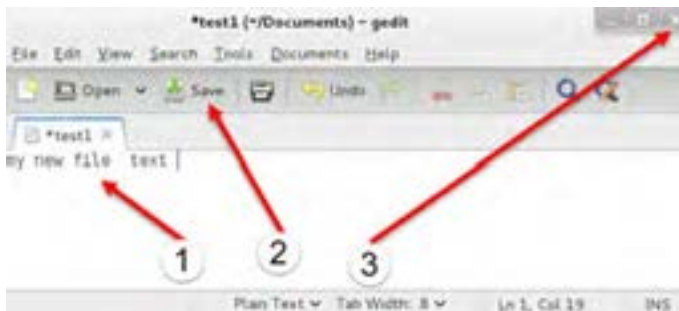 *test1 (~/Documents) - gedit
File Edit View Search Tools Documents Help
Open Save Undo
*test1 ×
my new file text
1 2 3
Plain Text Tab Width: 8 Ln 1, Col 19 INS